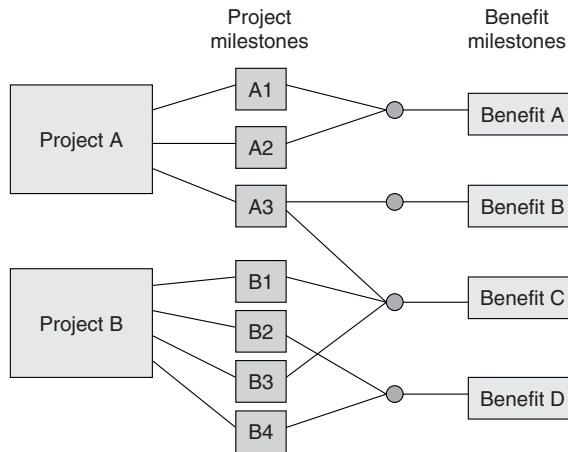 Project
milestones
Benefit
milestones
Project A
A1
A2
A3
Benefit A
Benefit B
Project B
B1
B2
B3
B4
Benefit C
Benefit D